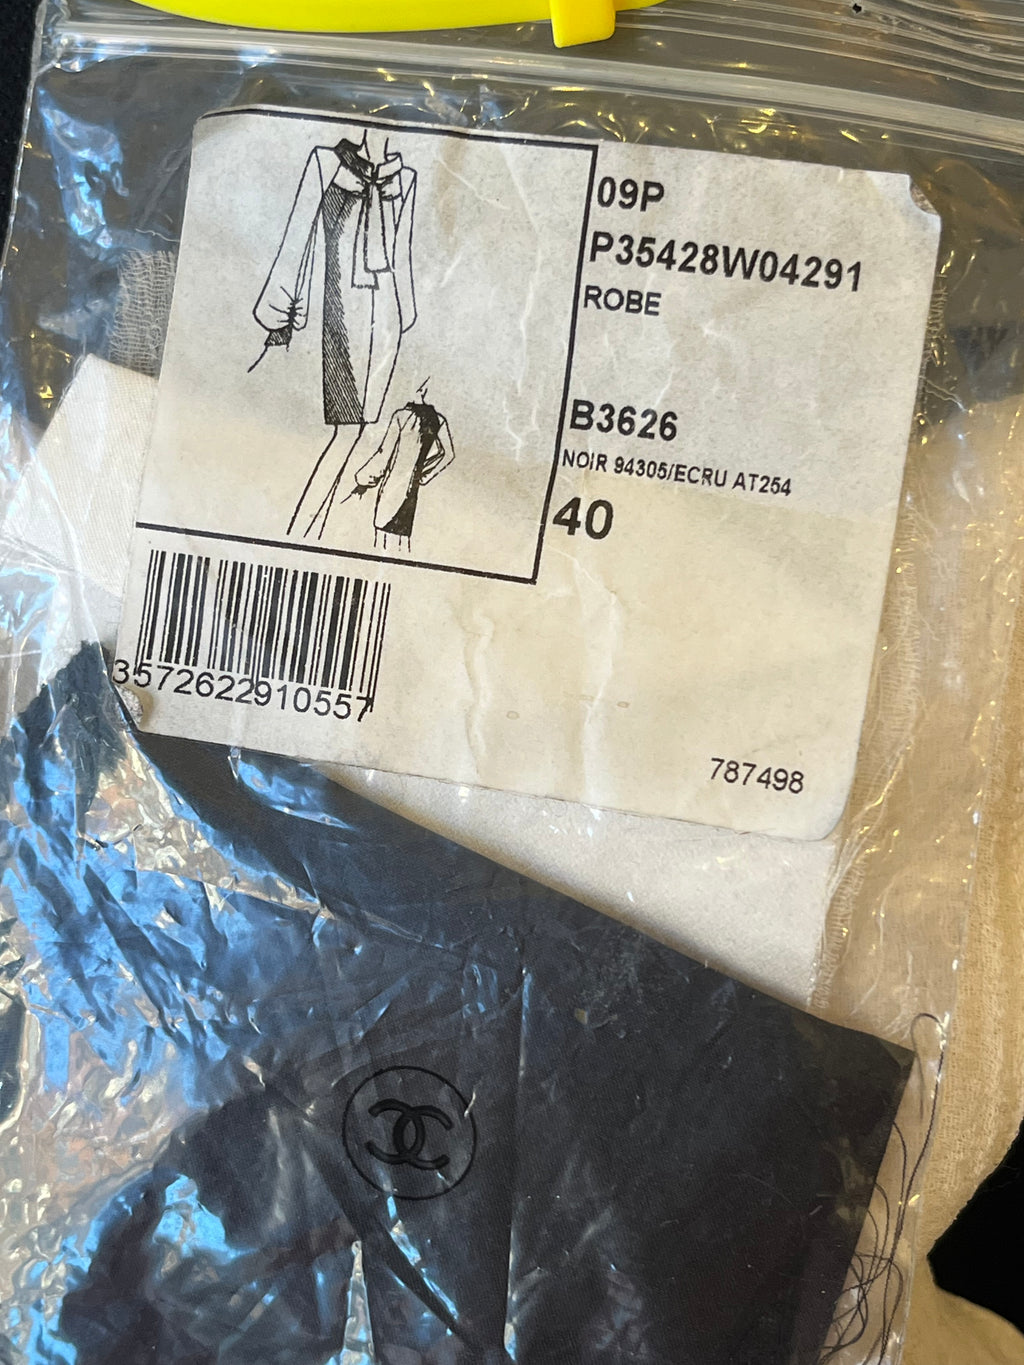 09P
P35428W04291
ROBE
B3626
NOIR 94305/ECRU AT254
40
3572622910557
787498